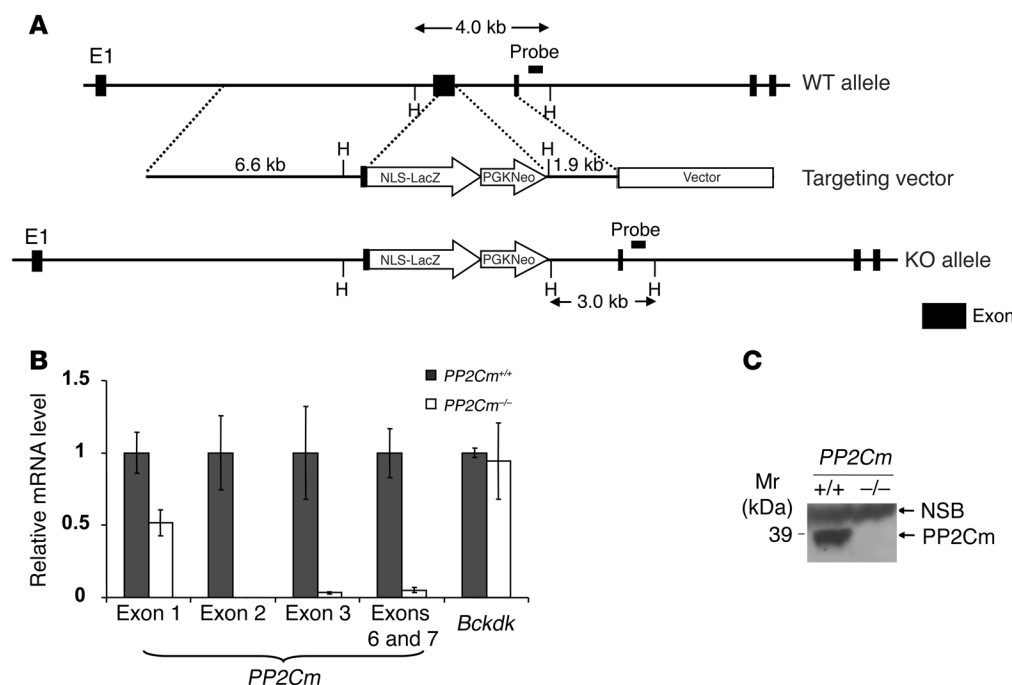 A
4.0 kb
E1
Probe
WT allele
H
H
H
H
6.6 kb
1.9 kb
NLS-LacZ
PGKNeo
Vector
Targeting vector
E1
Probe
NLS-LacZ
PGKNeo
KO allele
H
H
H
3.0 kb
Exon
B
1.5
1
0.5
0
Relative mRNA level
PP2Cm+/+
PP2Cm–/–
Exon 1
Exon 2
Exon 3
Exons
6 and 7
Bckdk
PP2Cm
C
PP2Cm
Mr
(kDa)
+/+
–/–
NSB
39
PP2Cm